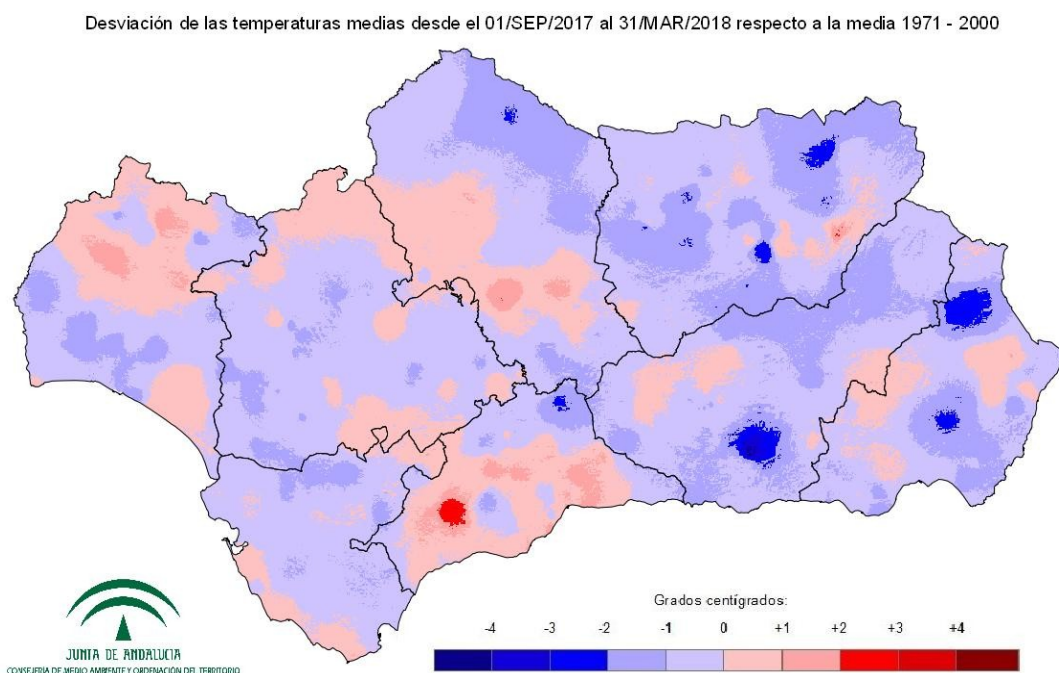 Desviación de las temperaturas medias desde el 01/SEP/2017 al 31/MAR/2018 respecto a la media 1971 - 2000
Grados centígrados:
-4 -3 -2 -1 0 +1 +2 +3 +4
JUNTA DE ANDALUCIA
CONSEJERÍA DE MEDIO AMBIENTE Y ORDENACIÓN DEL TERRITORIO